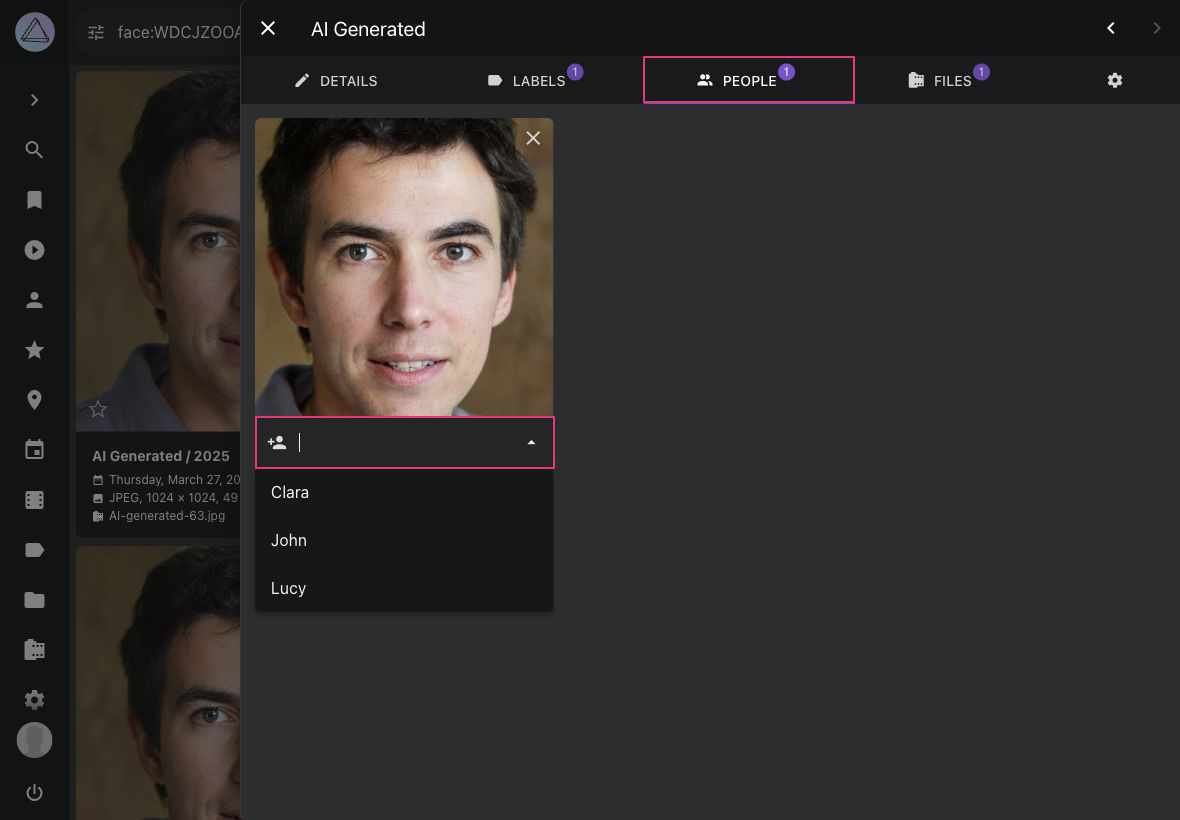 face:WDCJZOOA
AI Generated
DETAILS
LABELS 1
PEOPLE 1
FILES 1
AI Generated / 2025
Thursday, March 27, 20
JPEG, 1024 × 1024, 49
AI-generated-63.jpg
Clara
John
Lucy